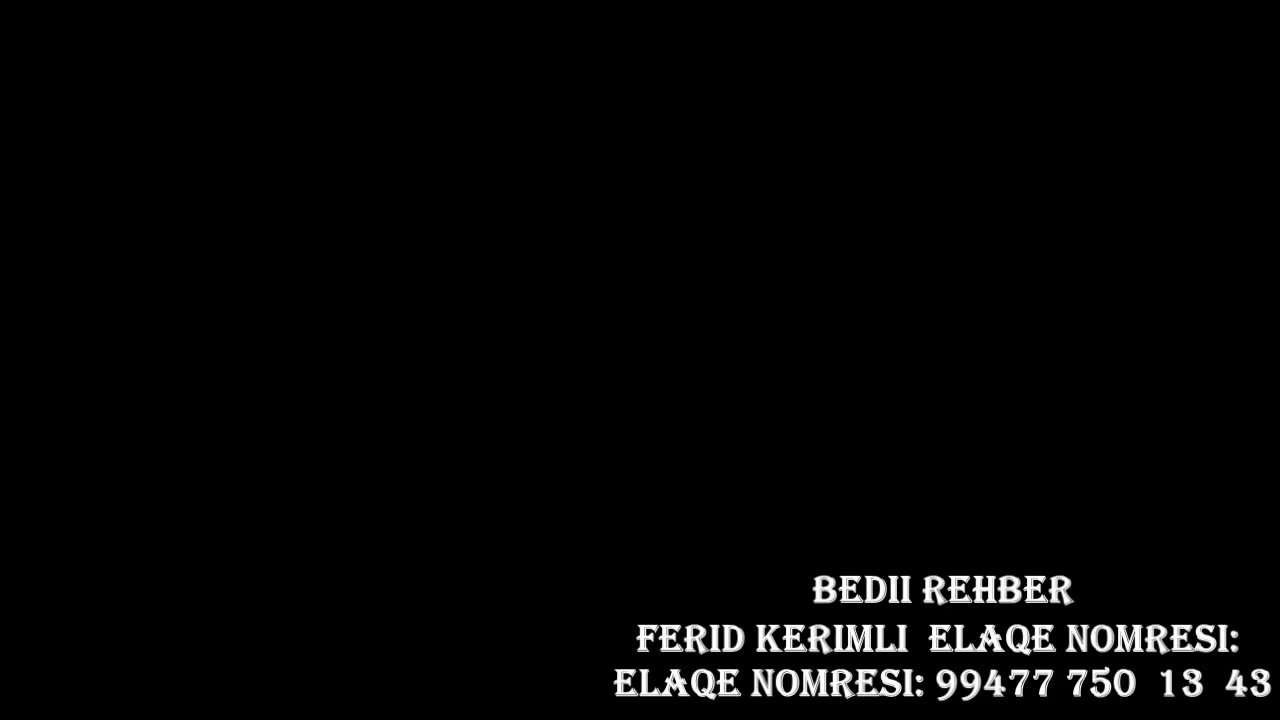 BEDII REHBER
FERID KERIMLI ELAQE NOMRESI:
ELAQE NOMRESI: 99477 750 13 43